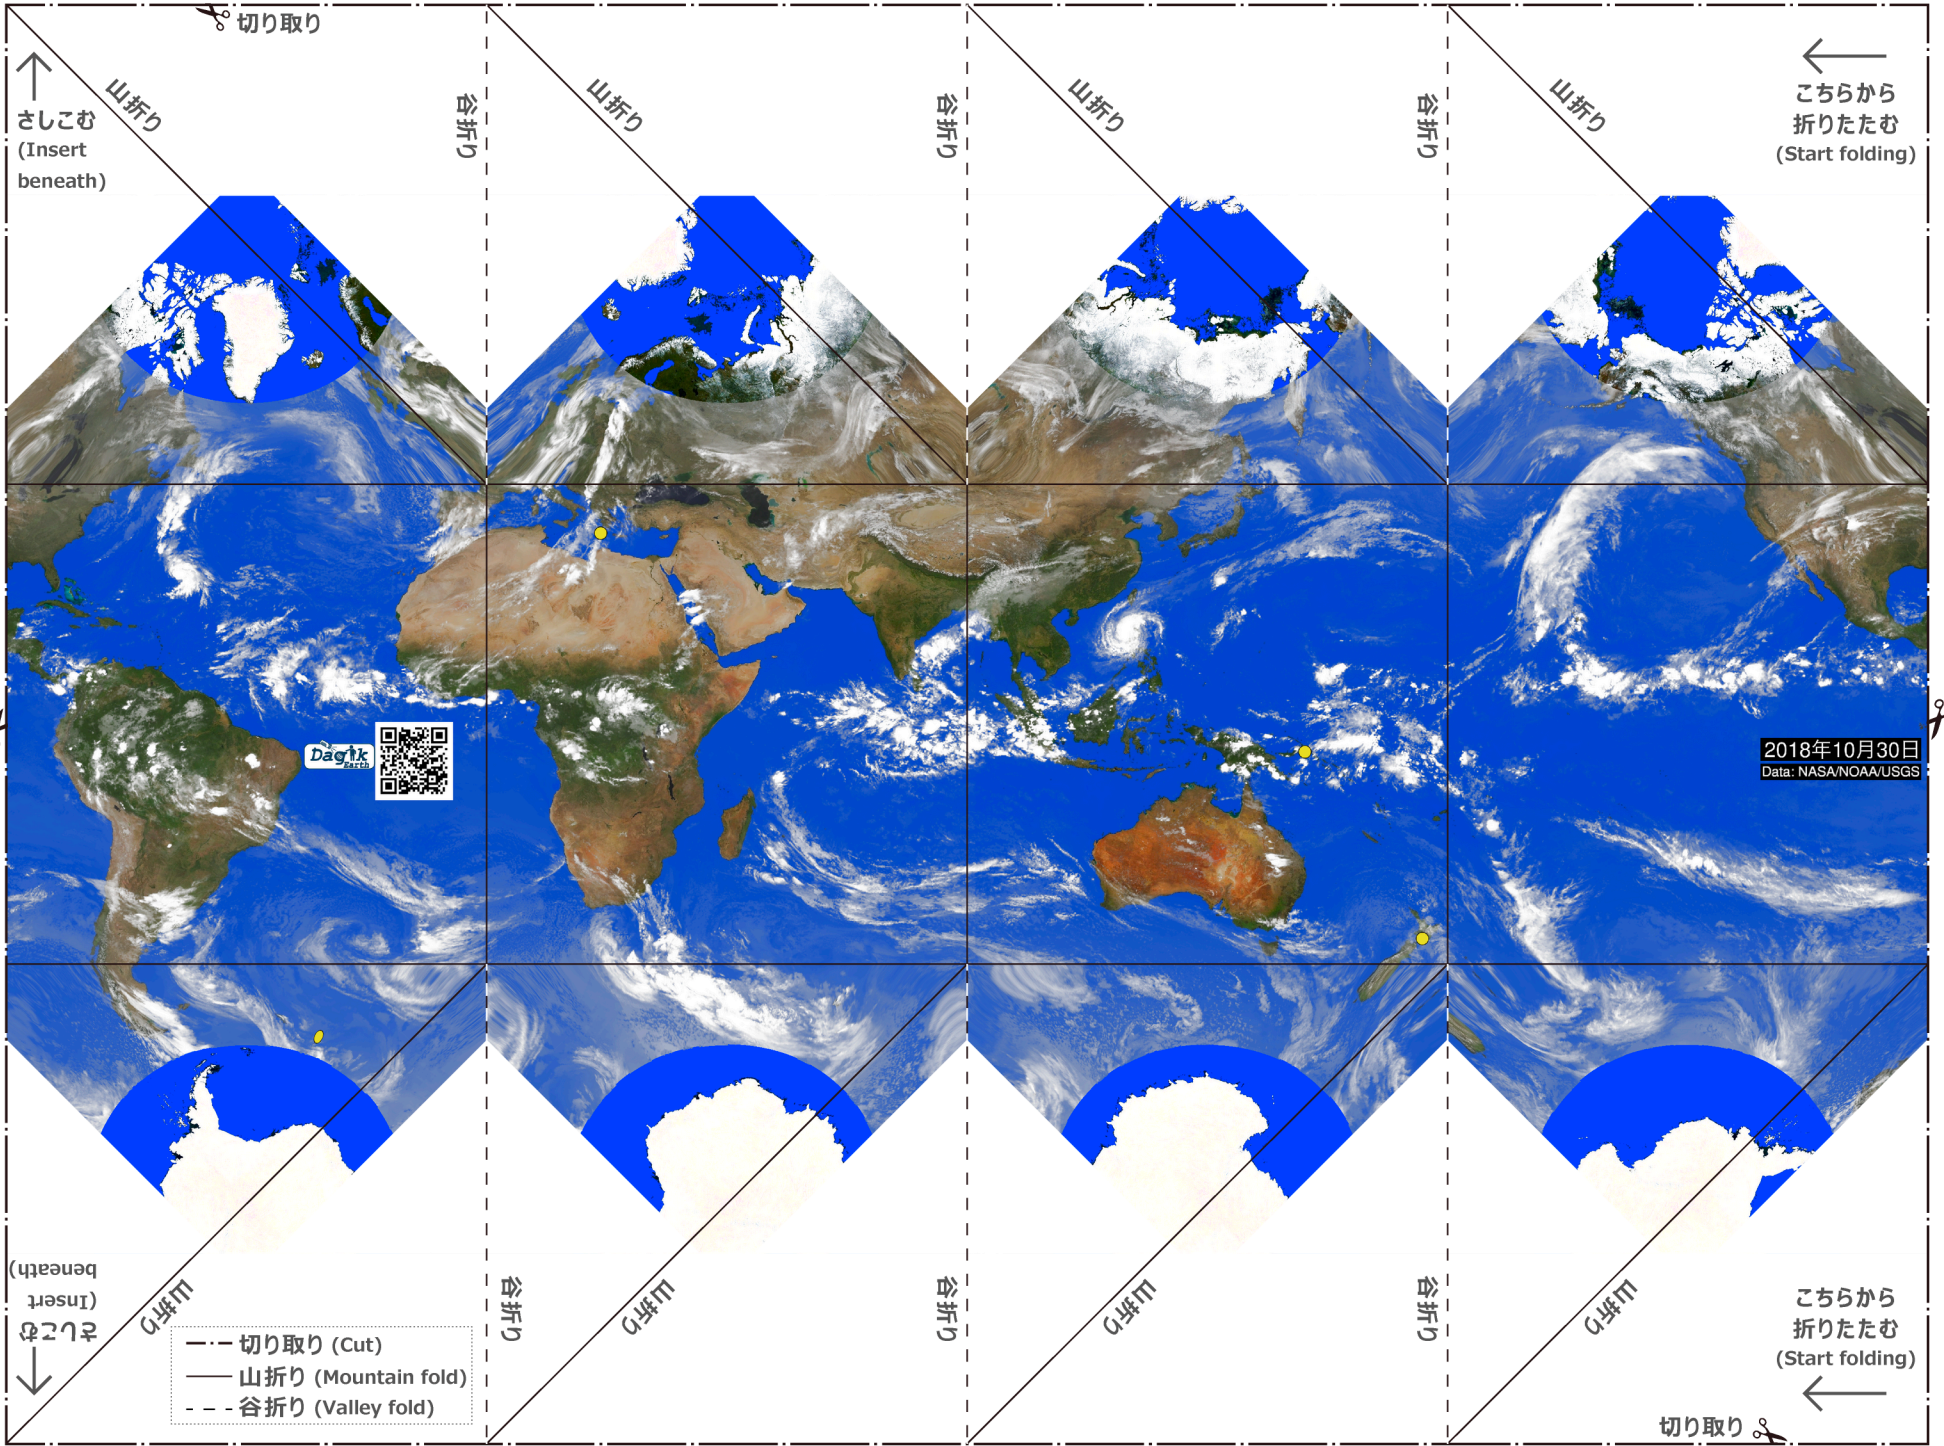 切り取り
山折り
谷折り
山折り
谷折り
山折り
谷折り
山折り
さしこむ
(Insert
beneath)
こちらから
折りたたむ
(Start folding)
Dagik
Earth
2018年10月30日
Data: NASA/NOAA/USGS
さしこむ
(Insert
beneath)
山折り
谷折り
山折り
谷折り
山折り
谷折り
山折り
こちらから
折りたたむ
(Start folding)
切り取り (Cut)
山折り (Mountain fold)
谷折り (Valley fold)
切り取り